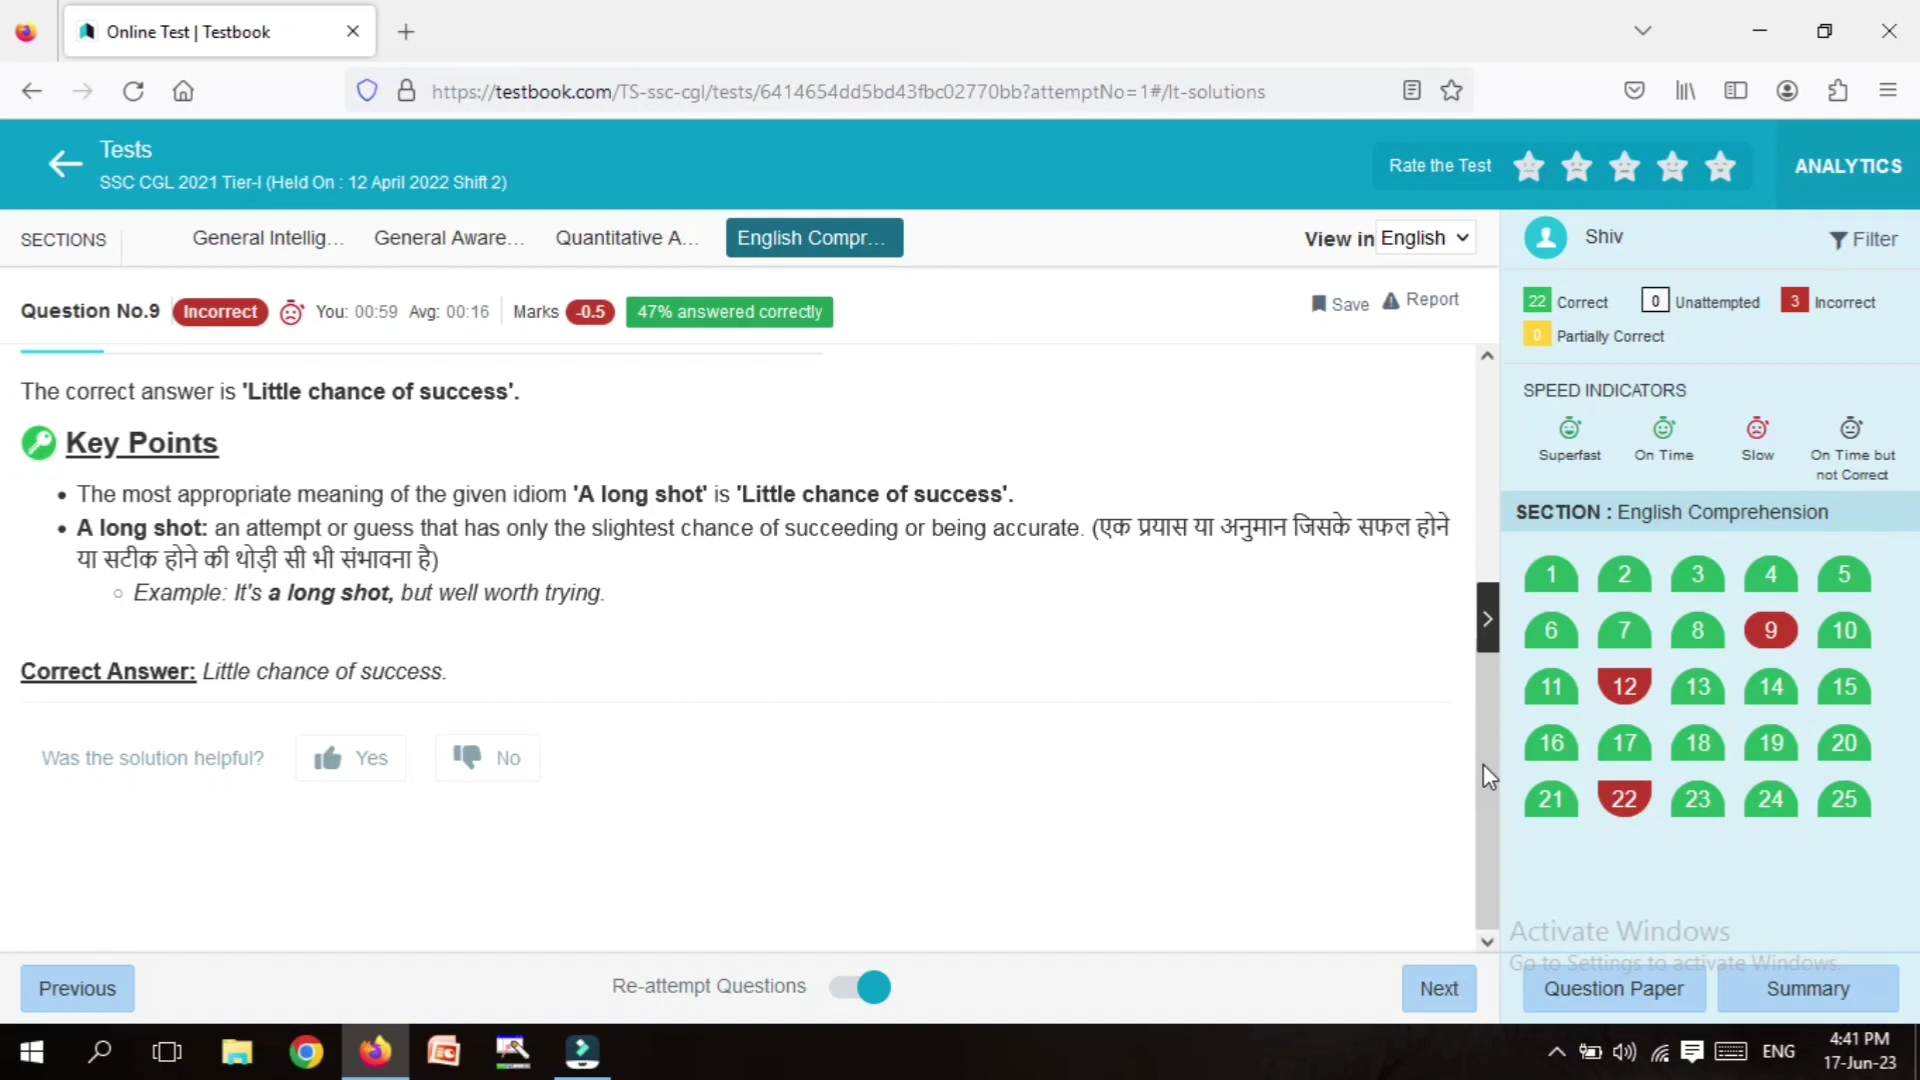 Online Test | Testbook
https://testbook.com/TS-ssc-cgl/tests/6414654dd5bd43fbc02770bb?attemptNo=1#/lt-solutions
Tests
SSC CGL 2021 Tier-I (Held On : 12 April 2022 Shift 2)
Rate the Test
ANALYTICS
SECTIONS
General Intellig...
General Aware...
Quantitative A...
English Compr...
View in English
Shiv
Filter
Question No.9 Incorrect You: 00:59 Avg: 00:16 Marks -0.5 47% answered correctly
Save Report
22 Correct 0 Unattempted 3 Incorrect
0 Partially Correct
The correct answer is 'Little chance of success'.
Key Points
• The most appropriate meaning of the given idiom 'A long shot' is 'Little chance of success'.
• A long shot: an attempt or guess that has only the slightest chance of succeeding or being accurate. (एक प्रयास या अनुमान जिसके सफल होने
या सटीक होने की थोड़ी सी भी संभावना है)
○ Example: It's a long shot, but well worth trying.
Correct Answer: Little chance of success.
Was the solution helpful? Yes No
SPEED INDICATORS
Superfast
On Time
Slow
On Time but
not Correct
SECTION : English Comprehension
1 2 3 4 5
6 7 8 9 10
11 12 13 14 15
16 17 18 19 20
21 22 23 24 25
Activate Windows
Go to Settings to activate Windows.
Previous
Re-attempt Questions
Next
Question Paper
Summary
ENG
4:41 PM
17-Jun-23